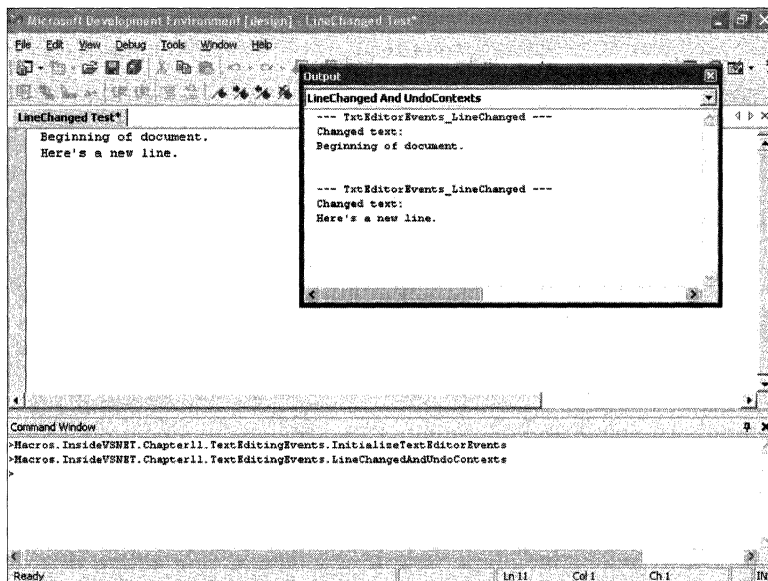 Microsoft Development Environment [design] - LineChanged Test*
File Edit View Debug Tools Window Help
Output
LineChanged And UndoContexts
LineChanged Test*
Beginning of document.
Here's a new line.
--- TxtEditorEvents_LineChanged ---
Changed text:
Beginning of document.
--- TxtEditorEvents_LineChanged ---
Changed text:
Here's a new line.
Command Window
>Macros.InsideVSNET.Chapter11.TextEditingEvents.InitializeTextEditorEvents
>Macros.InsideVSNET.Chapter11.TextEditingEvents.LineChangedAndUndoContexts
>
Ready Ln 11 Col 1 Ch 1